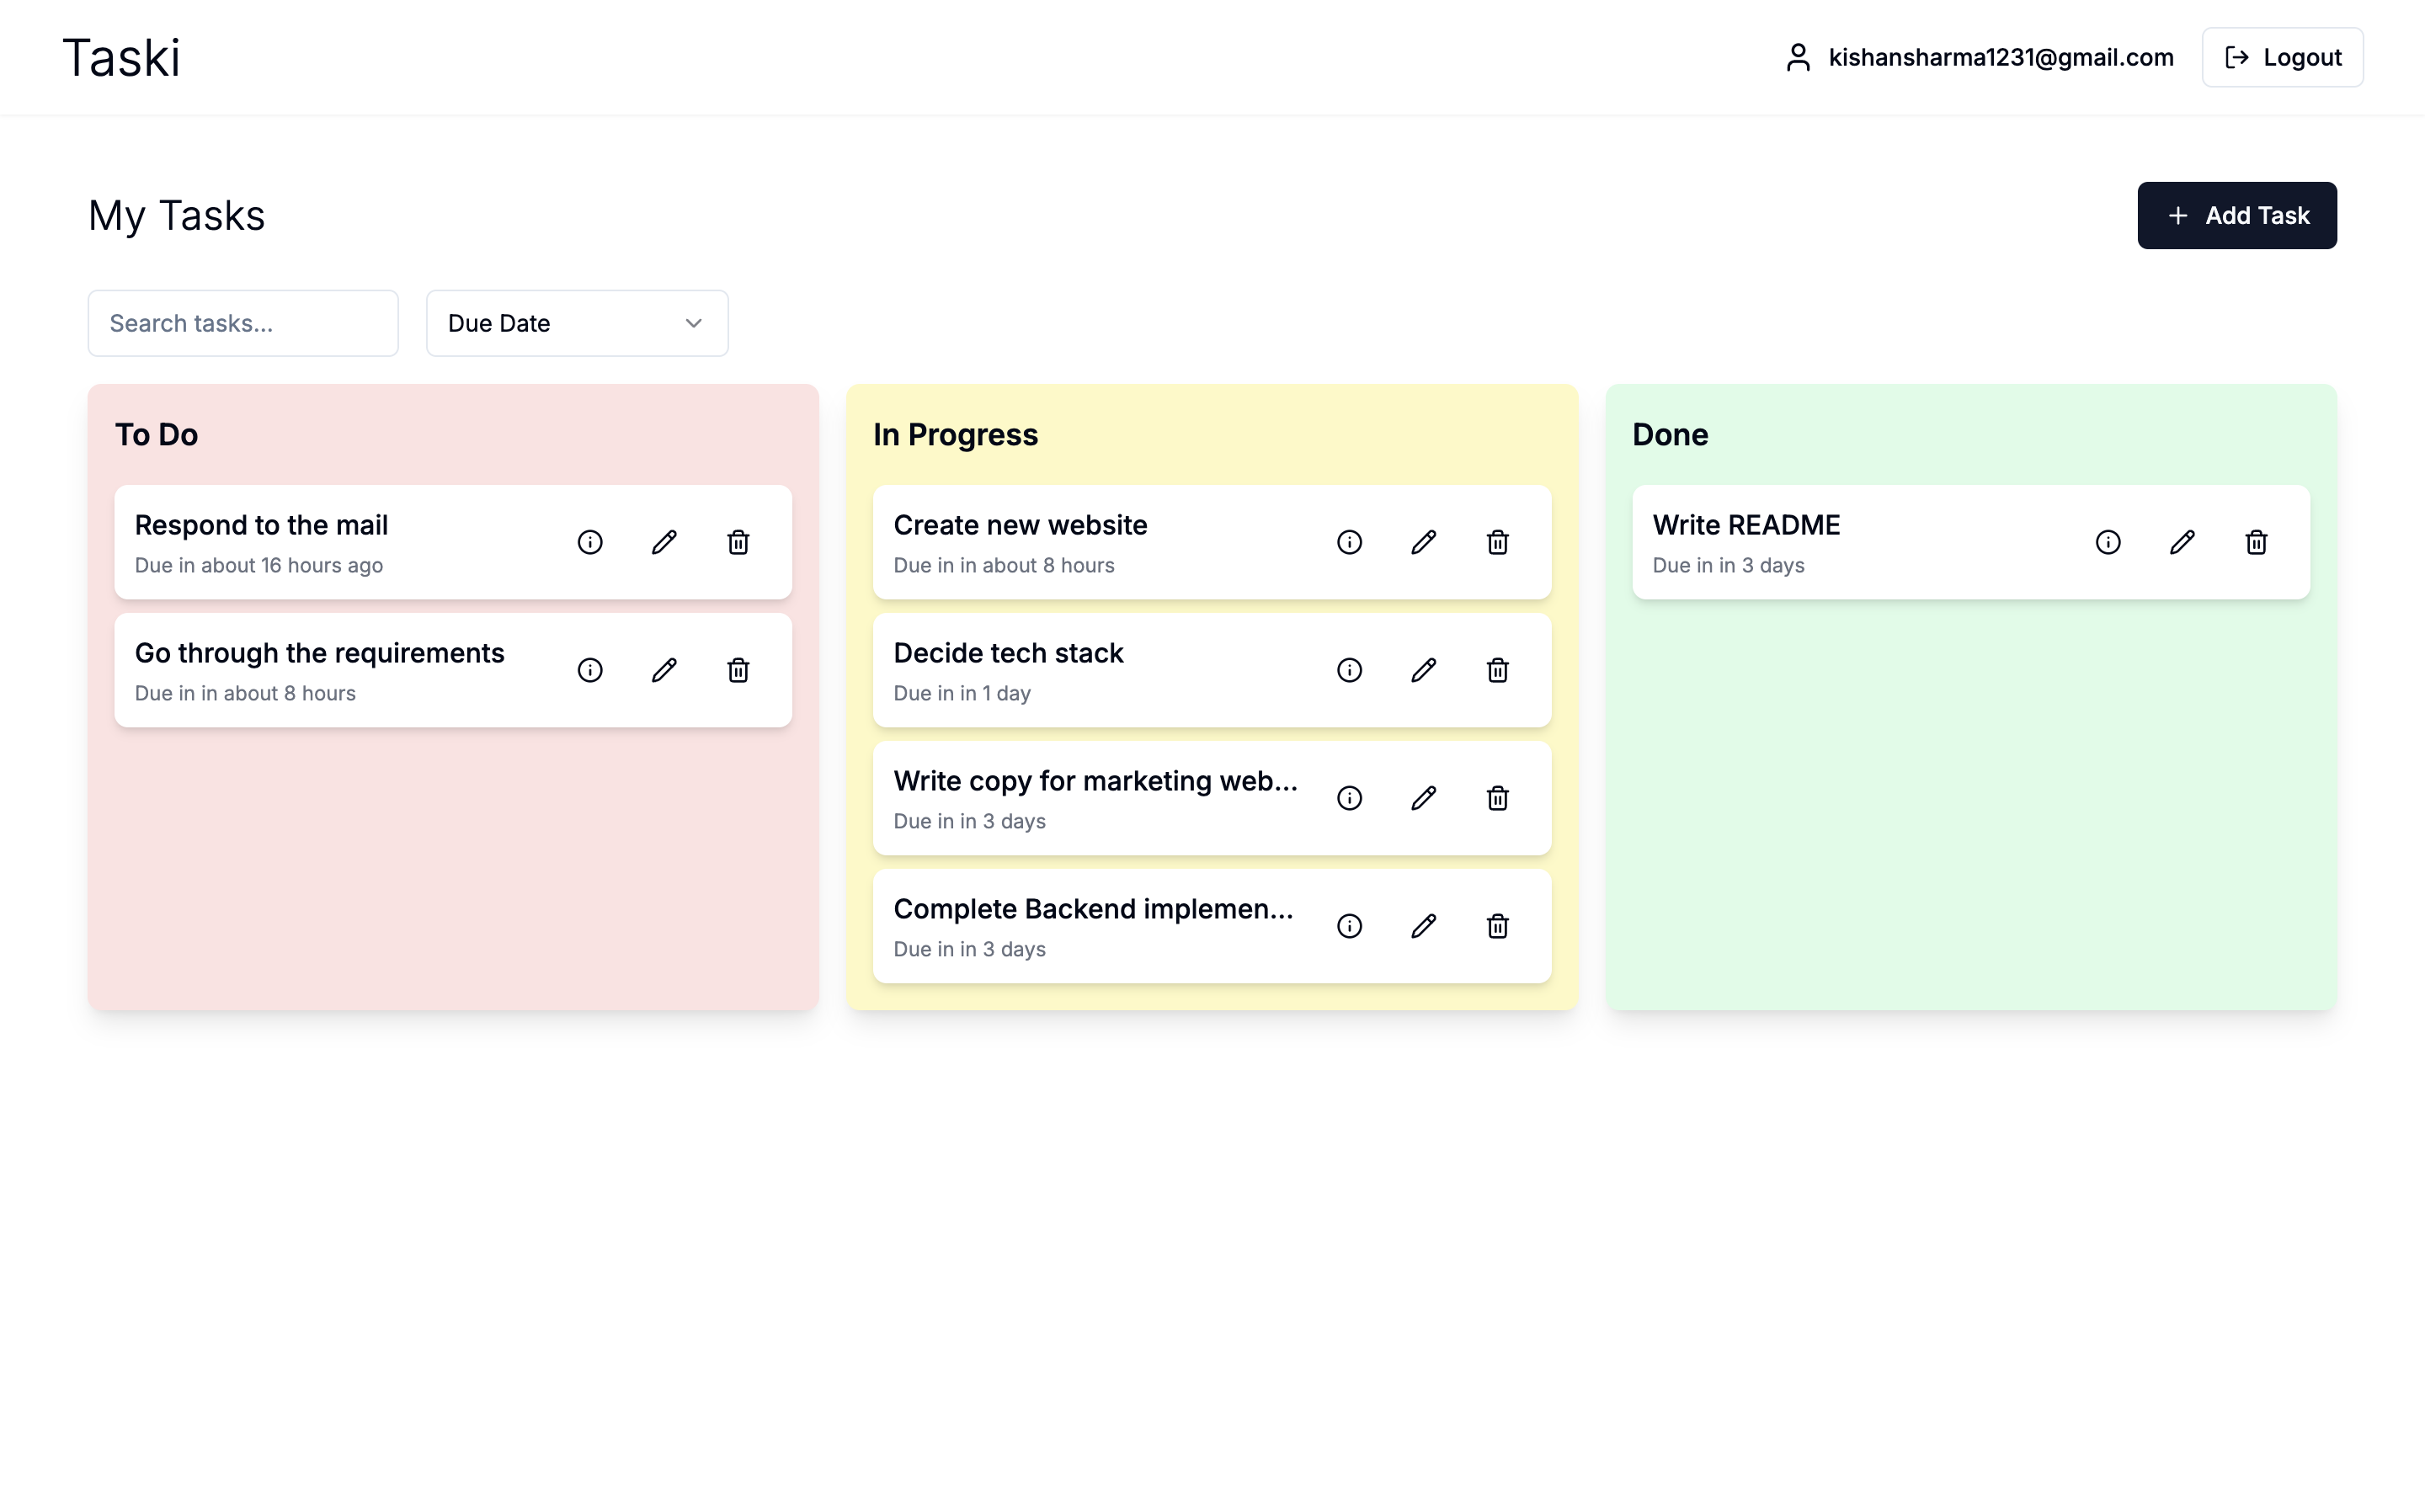 Taski
kishansharma1231@gmail.com
Logout
My Tasks
Add Task
Search tasks...
Due Date
To Do
Respond to the mail
Due in about 16 hours ago
Go through the requirements
Due in in about 8 hours
In Progress
Create new website
Due in in about 8 hours
Decide tech stack
Due in in 1 day
Write copy for marketing web...
Due in in 3 days
Complete Backend implemen...
Due in in 3 days
Done
Write README
Due in in 3 days